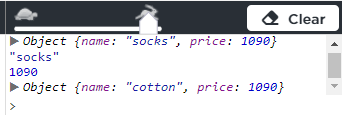 Clear
▶ Object {name: "socks", price: 1090}
"socks"
1090
▶ Object {name: "cotton", price: 1090}
>